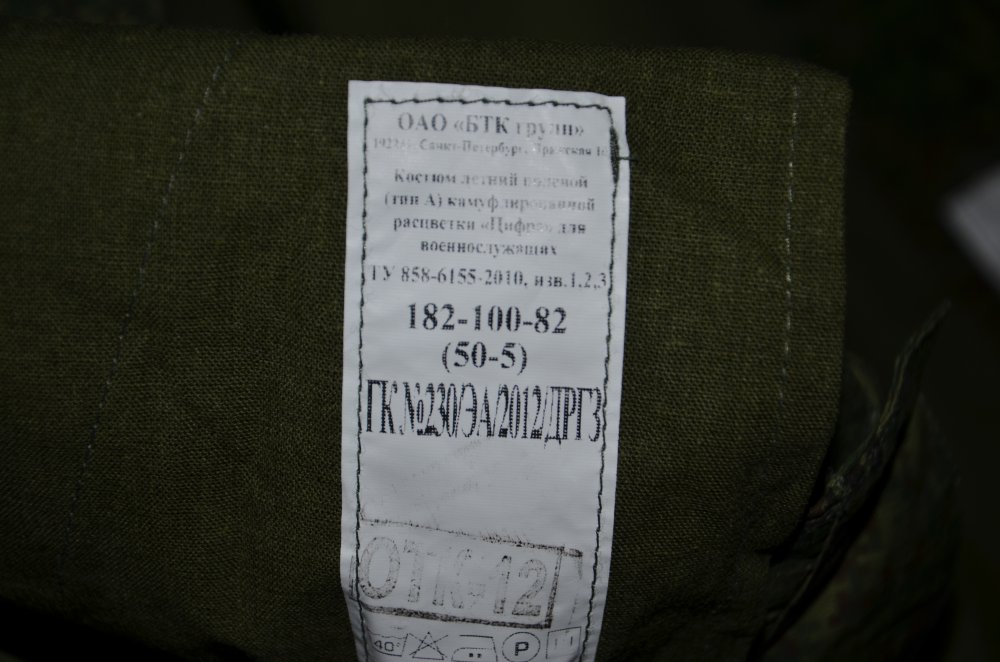 ОАО «БТК групп»
Санкт-Петербург,
Костюм летний полевой
(тип А) камуфлированной
расцветки «Цифра» для
военнослужащих
ТУ 858-6155-2010, изв.1,2,3
182-100-82
(50-5)
ГК №230/ЭА/2012/ДРГЗ
ОТК-12
40° P